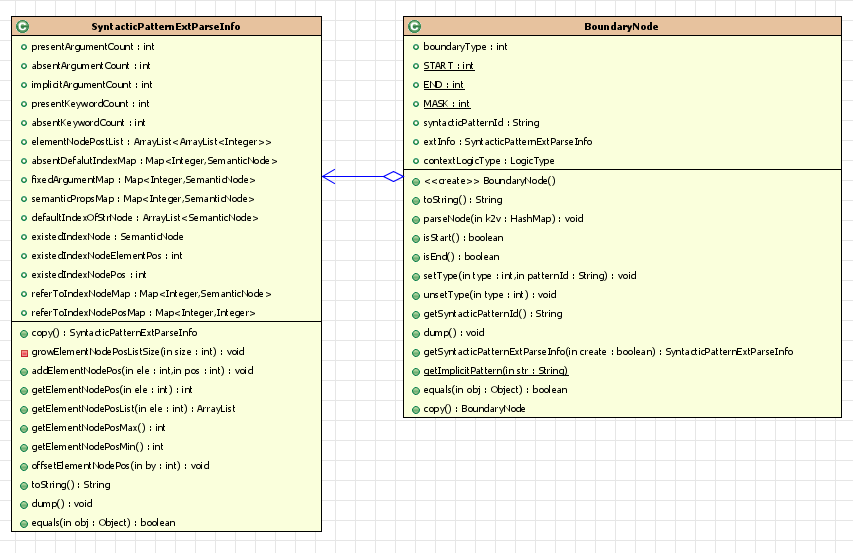 C SyntacticPatternExtParseInfo
presentArgumentCount : int
absentArgumentCount : int
implicitArgumentCount : int
presentKeywordCount : int
absentKeywordCount : int
elementNodePostList : ArrayList<ArrayList<Integer>>
absentDefalutIndexMap : Map<Integer,SemanticNode>
fixedArgumentMap : Map<Integer,SemanticNode>
semanticPropsMap : Map<Integer,SemanticNode>
defaultIndexOfStrNode : ArrayList<SemanticNode>
existedIndexNode : SemanticNode
existedIndexNodeElementPos : int
existedIndexNodePos : int
referToIndexNodeMap : Map<Integer,SemanticNode>
referToIndexNodePosMap : Map<Integer,Integer>
copy() : SyntacticPatternExtParseInfo
growElementNodePosListSize(in size : int) : void
addElementNodePos(in ele : int,in pos : int) : void
getElementNodePos(in ele : int) : int
getElementNodePosList(in ele : int) : ArrayList
getElementNodePosMax() : int
getElementNodePosMin() : int
offsetElementNodePos(in by : int) : void
toString() : String
dump() : void
equals(in obj : Object) : boolean
C BoundaryNode
boundaryType : int
START : int
END : int
MASK : int
syntacticPatternId : String
extInfo : SyntacticPatternExtParseInfo
contextLogicType : LogicType
<<create>> BoundaryNode()
toString() : String
parseNode(in k2v : HashMap) : void
isStart() : boolean
isEnd() : boolean
setType(in type : int,in patternId : String) : void
unsetType(in type : int) : void
getSyntacticPatternId() : String
dump() : void
getSyntacticPatternExtParseInfo(in create : boolean) : SyntacticPatternExtParseInfo
getImplicitPattern(in str : String)
equals(in obj : Object) : boolean
copy() : BoundaryNode